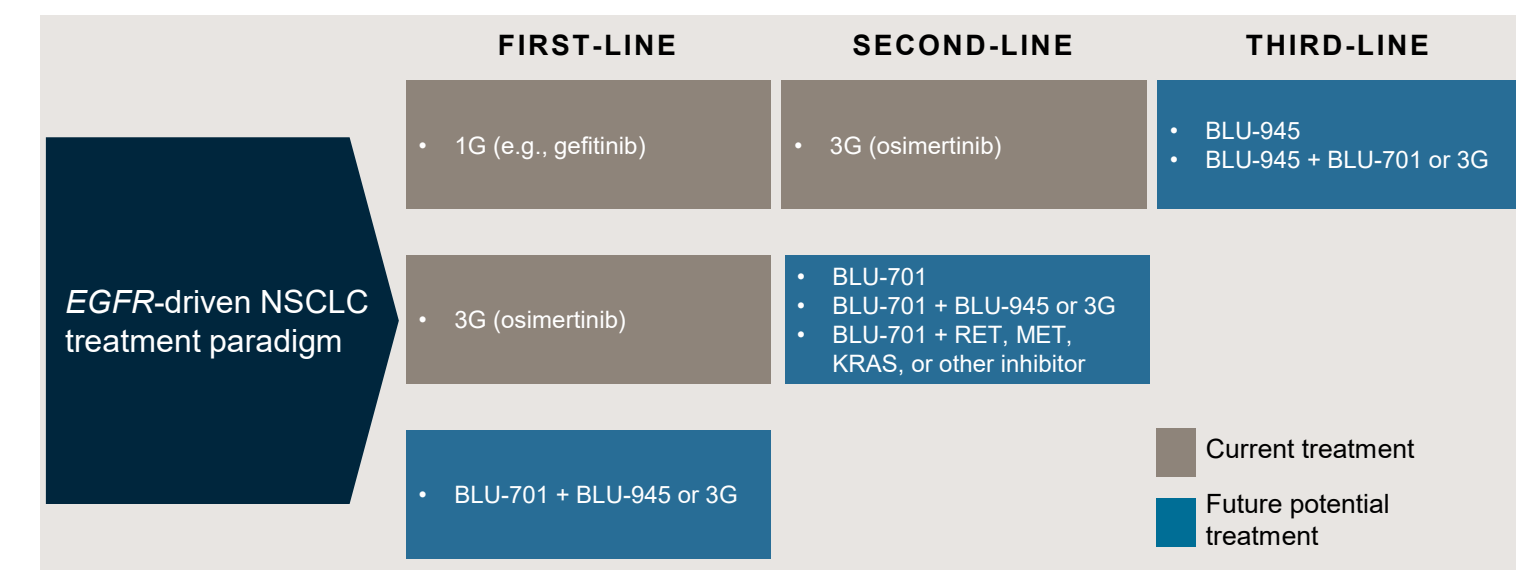 FIRST-LINE
SECOND-LINE
THIRD-LINE
• 1G (e.g., gefitinib)
• 3G (osimertinib)
• BLU-945
• BLU-945 + BLU-701 or 3G
EGFR-driven NSCLC
treatment paradigm
• 3G (osimertinib)
• BLU-701
• BLU-701 + BLU-945 or 3G
• BLU-701 + RET, MET,
KRAS, or other inhibitor
• BLU-701 + BLU-945 or 3G
Current treatment
Future potential
treatment